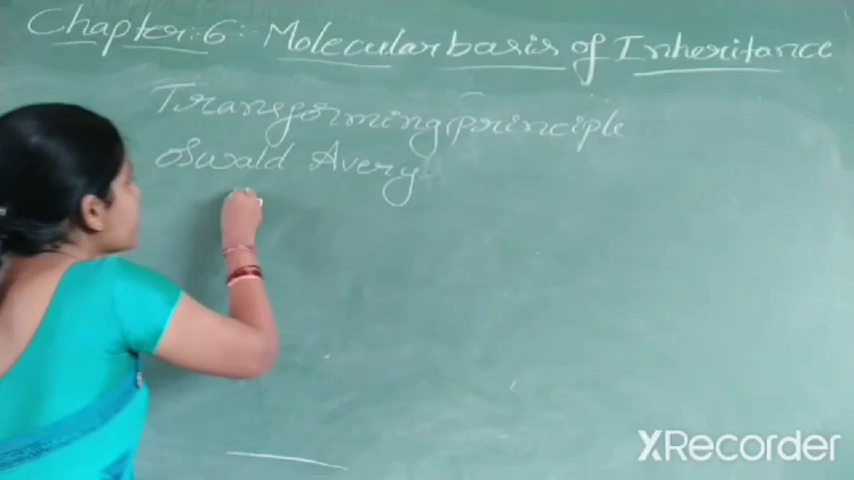 Chapter:6:- Molecular basis of Inheritance
Transforming principle
Oswald Avery
XRecorder